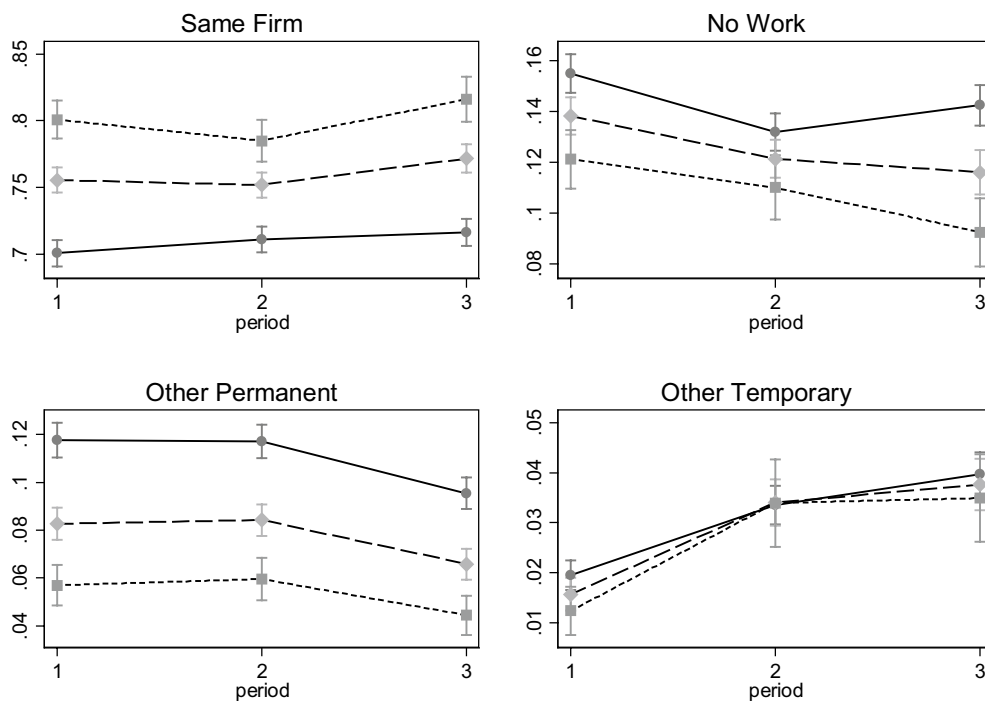 Same Firm
.85
.8
.75
.7
1 2 3
period
No Work
.16
.14
.12
.1
.08
1 2 3
period
Other Permanent
.12
.1
.08
.06
.04
1 2 3
period
Other Temporary
.05
.04
.03
.02
.01
1 2 3
period